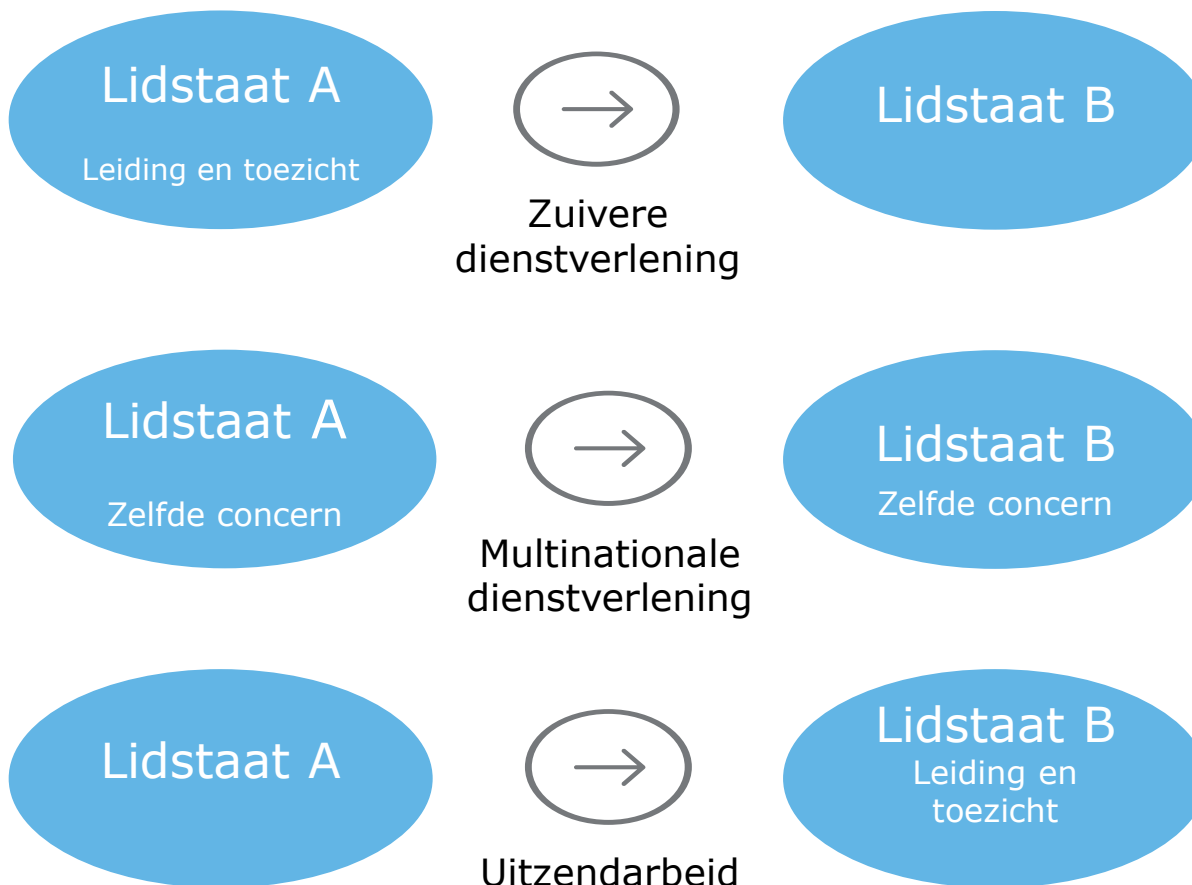 Lidstaat A
Leiding en toezicht
Zuivere
dienstverlening
Lidstaat B
Lidstaat A
Zelfde concern
Multinationale
dienstverlening
Lidstaat B
Zelfde concern
Lidstaat A
Uitzendarbeid
Lidstaat B
Leiding en
toezicht